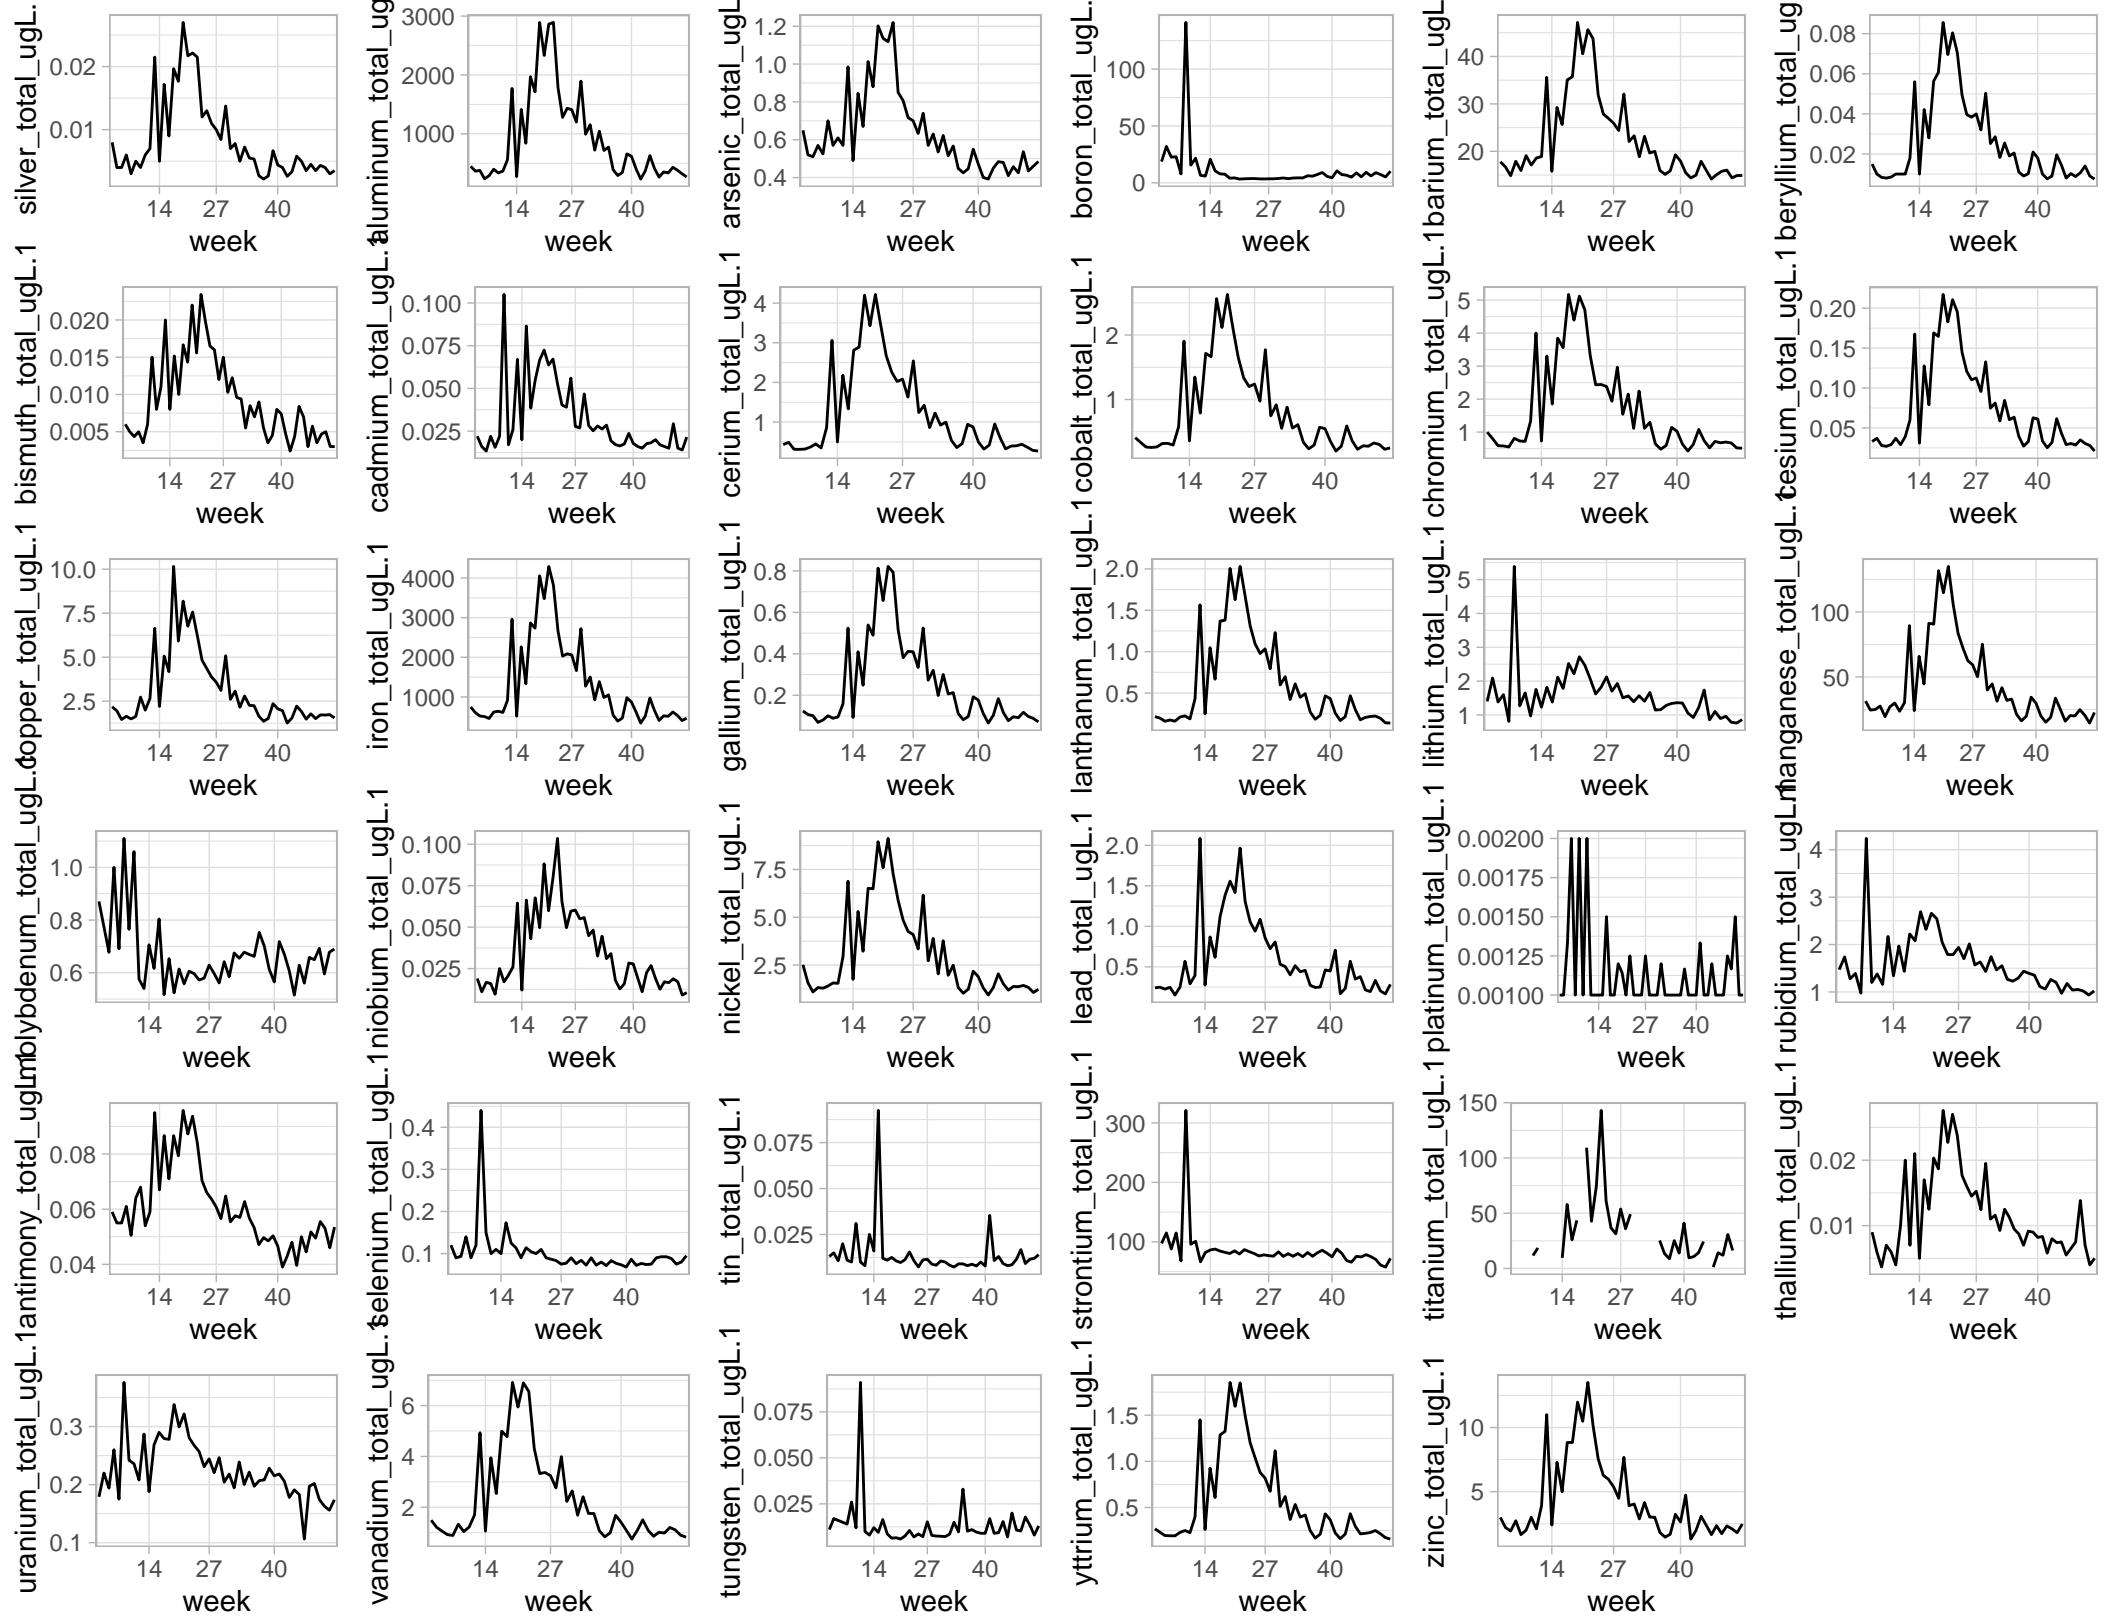 silver_total_ugL.
0.02
0.01
14 27 40
week
aluminum_total_ug
3000
2000
1000
14 27 40
week
arsenic_total_ugL.
1.2
1.0
0.8
0.6
0.4
14 27 40
week
boron_total_ugL.
100
50
0
14 27 40
week
barium_total_ugL
40
30
20
14 27 40
week
beryllium_total_ug
0.08
0.06
0.04
0.02
14 27 40
week
bismuth_total_ugL.1
0.020
0.015
0.010
0.005
14 27 40
week
cadmium_total_ugL.1
0.100
0.075
0.050
0.025
14 27 40
week
cerium_total_ugL.1
4
3
2
1
14 27 40
week
cobalt_total_ugL.1
2
1
14 27 40
week
chromium_total_ugL.1
5
4
3
2
1
14 27 40
week
cesium_total_ugL.1
0.20
0.15
0.10
0.05
14 27 40
week
copper_total_ugL.1
10.0
7.5
5.0
2.5
14 27 40
week
iron_total_ugL.1
4000
3000
2000
1000
14 27 40
week
gallium_total_ugL.1
0.8
0.6
0.4
0.2
14 27 40
week
lanthanum_total_ugL.1
2.0
1.5
1.0
0.5
14 27 40
week
lithium_total_ugL.1
5
4
3
2
1
14 27 40
week
manganese_total_ugL.1
100
50
14 27 40
week
molybdenum_total_ugL.1
1.0
0.8
0.6
14 27 40
week
niobium_total_ugL.1
0.100
0.075
0.050
0.025
14 27 40
week
nickel_total_ugL.1
7.5
5.0
2.5
14 27 40
week
lead_total_ugL.1
2.0
1.5
1.0
0.5
14 27 40
week
platinum_total_ugL.1
0.00200
0.00175
0.00150
0.00125
0.00100
14 27 40
week
rubidium_total_ugL.1
4
3
2
1
14 27 40
week
antimony_total_ugL.1
0.08
0.06
0.04
14 27 40
week
selenium_total_ugL.1
0.4
0.3
0.2
0.1
14 27 40
week
tin_total_ugL.1
0.075
0.050
0.025
14 27 40
week
strontium_total_ugL.1
300
200
100
14 27 40
week
titanium_total_ugL.1
150
100
50
0
14 27 40
week
thallium_total_ugL.1
0.02
0.01
14 27 40
week
uranium_total_ugL.1
0.3
0.2
0.1
14 27 40
week
vanadium_total_ugL.1
6
4
2
14 27 40
week
tungsten_total_ugL.1
0.075
0.050
0.025
14 27 40
week
yttrium_total_ugL.1
1.5
1.0
0.5
14 27 40
week
zinc_total_ugL.1
10
5
14 27 40
week